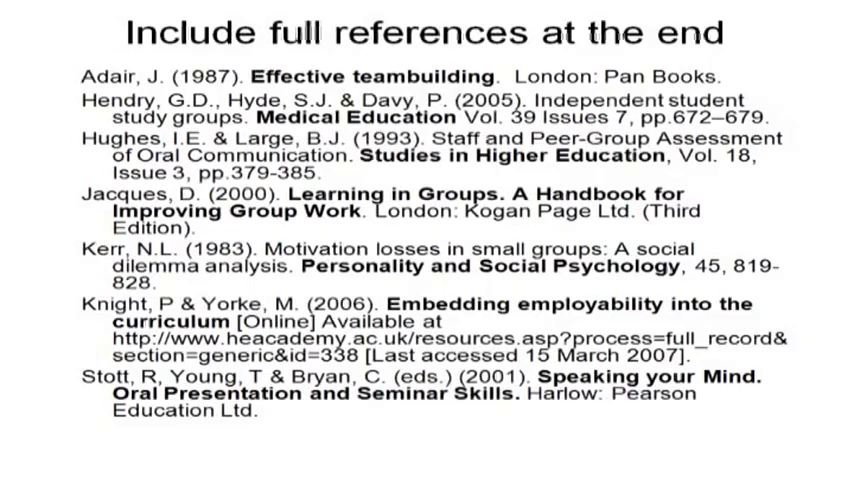 Include full references at the end
Adair, J. (1987). Effective teambuilding. London: Pan Books.
Hendry, G.D., Hyde, S.J. & Davy, P. (2005). Independent student
study groups. Medical Education Vol. 39 Issues 7, pp.672–679.
Hughes, I.E. & Large, B.J. (1993). Staff and Peer-Group Assessment
of Oral Communication. Studies in Higher Education, Vol. 18,
Issue 3, pp.379-385.
Jacques, D. (2000). Learning in Groups. A Handbook for
Improving Group Work. London: Kogan Page Ltd. (Third
Edition).
Kerr, N.L. (1983). Motivation losses in small groups: A social
dilemma analysis. Personality and Social Psychology, 45, 819-
828.
Knight, P & Yorke, M. (2006). Embedding employability into the
curriculum [Online] Available at
http://www.heacademy.ac.uk/resources.asp?process=full_record&
section=generic&id=338 [Last accessed 15 March 2007].
Stott, R, Young, T & Bryan, C. (eds.) (2001). Speaking your Mind.
Oral Presentation and Seminar Skills. Harlow: Pearson
Education Ltd.